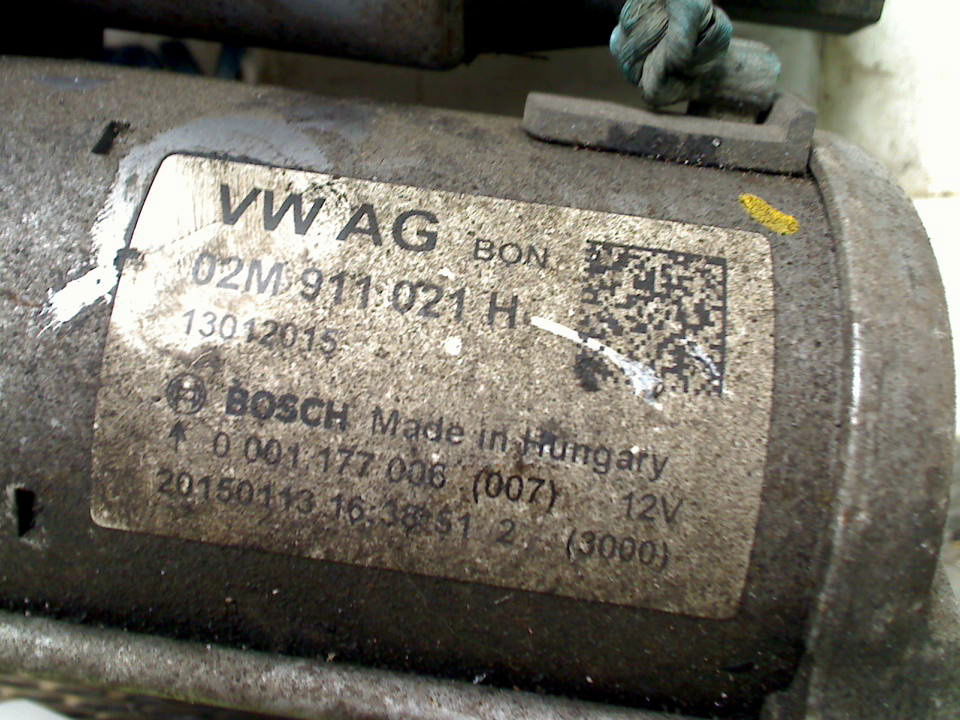 VW AG BON.
02M 911 021 H
13012015
BOSCH Made in Hungary
0 001 177 006 (007) 12V
20150113 16:38:51 2 (3000)